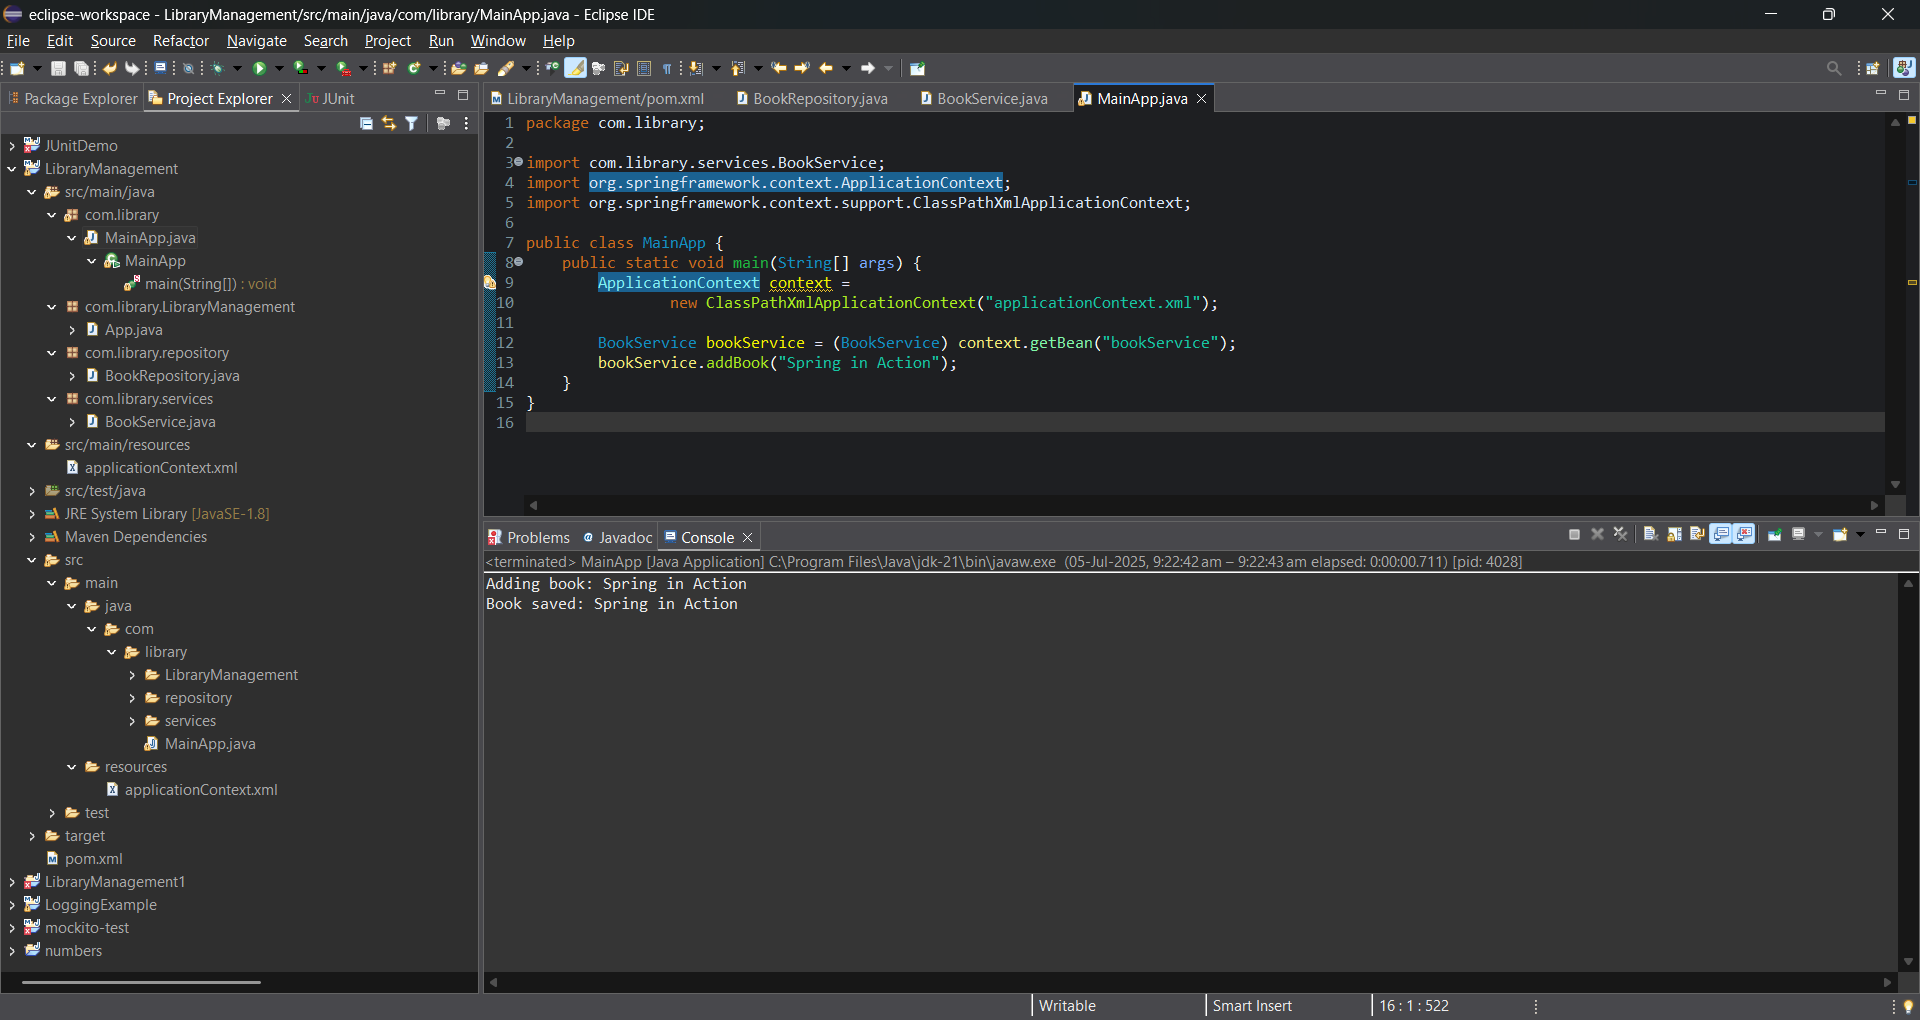 eclipse-workspace - LibraryManagement/src/main/java/com/library/MainApp.java - Eclipse IDE
File Edit Source Refactor Navigate Search Project Run Window Help
Package Explorer Project Explorer JUnit
JUnitDemo
LibraryManagement
src/main/java
com.library
MainApp.java
MainApp
main(String[]) : void
com.library.LibraryManagement
App.java
com.library.repository
BookRepository.java
com.library.services
BookService.java
src/main/resources
applicationContext.xml
src/test/java
JRE System Library [JavaSE-1.8]
Maven Dependencies
src
main
java
com
library
LibraryManagement
repository
services
MainApp.java
resources
applicationContext.xml
test
target
pom.xml
LibraryManagement1
LoggingExample
mockito-test
numbers
LibraryManagement/pom.xml BookRepository.java BookService.java MainApp.java
1 package com.library;
2
3 import com.library.services.BookService;
4 import org.springframework.context.ApplicationContext;
5 import org.springframework.context.support.ClassPathXmlApplicationContext;
6
7 public class MainApp {
8 public static void main(String[] args) {
9 ApplicationContext context =
10 new ClassPathXmlApplicationContext("applicationContext.xml");
11
12 BookService bookService = (BookService) context.getBean("bookService");
13 bookService.addBook("Spring in Action");
14 }
15 }
16
Problems Javadoc Console
<terminated> MainApp [Java Application] C:\Program Files\Java\jdk-21\bin\javaw.exe (05-Jul-2025, 9:22:42 am – 9:22:43 am elapsed: 0:00:00.711) [pid: 4028]
Adding book: Spring in Action
Book saved: Spring in Action
Writable Smart Insert 16 : 1 : 522